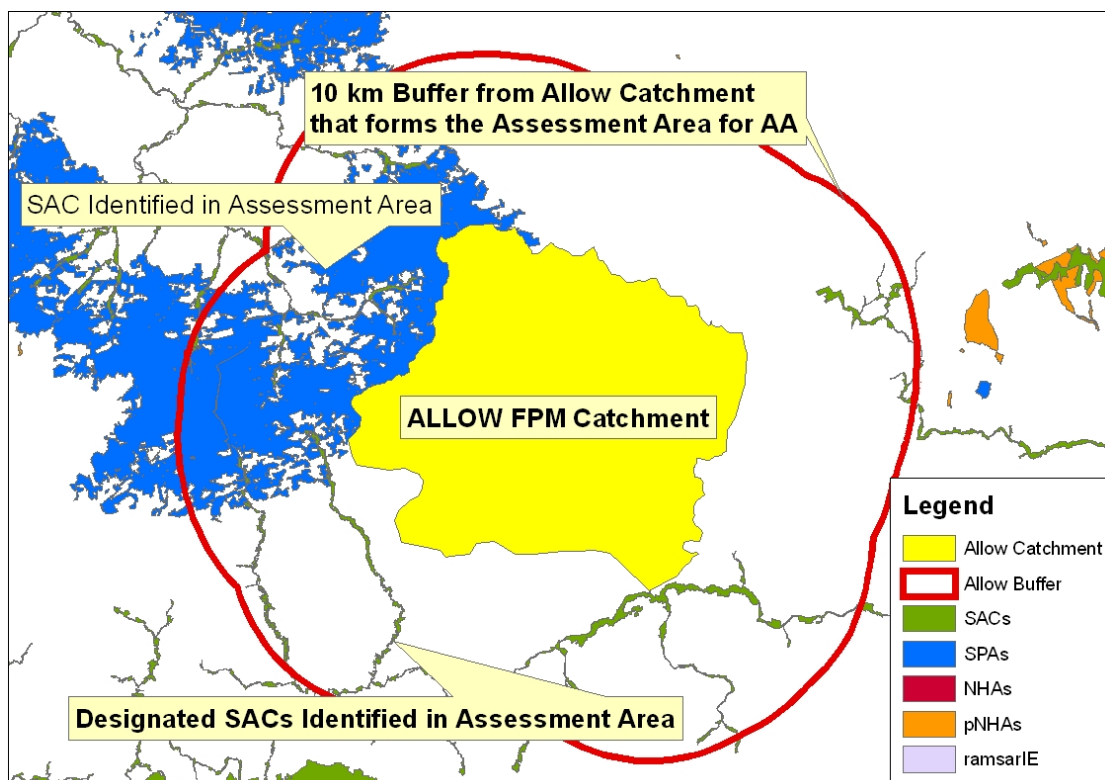 10 km Buffer from Allow Catchment
that forms the Assessment Area for AA
SAC Identified in Assessment Area
ALLOW FPM Catchment
Designated SACs Identified in Assessment Area
Legend
Allow Catchment
Allow Buffer
SACs
SPAs
NHAs
pNHAs
ramsarIE